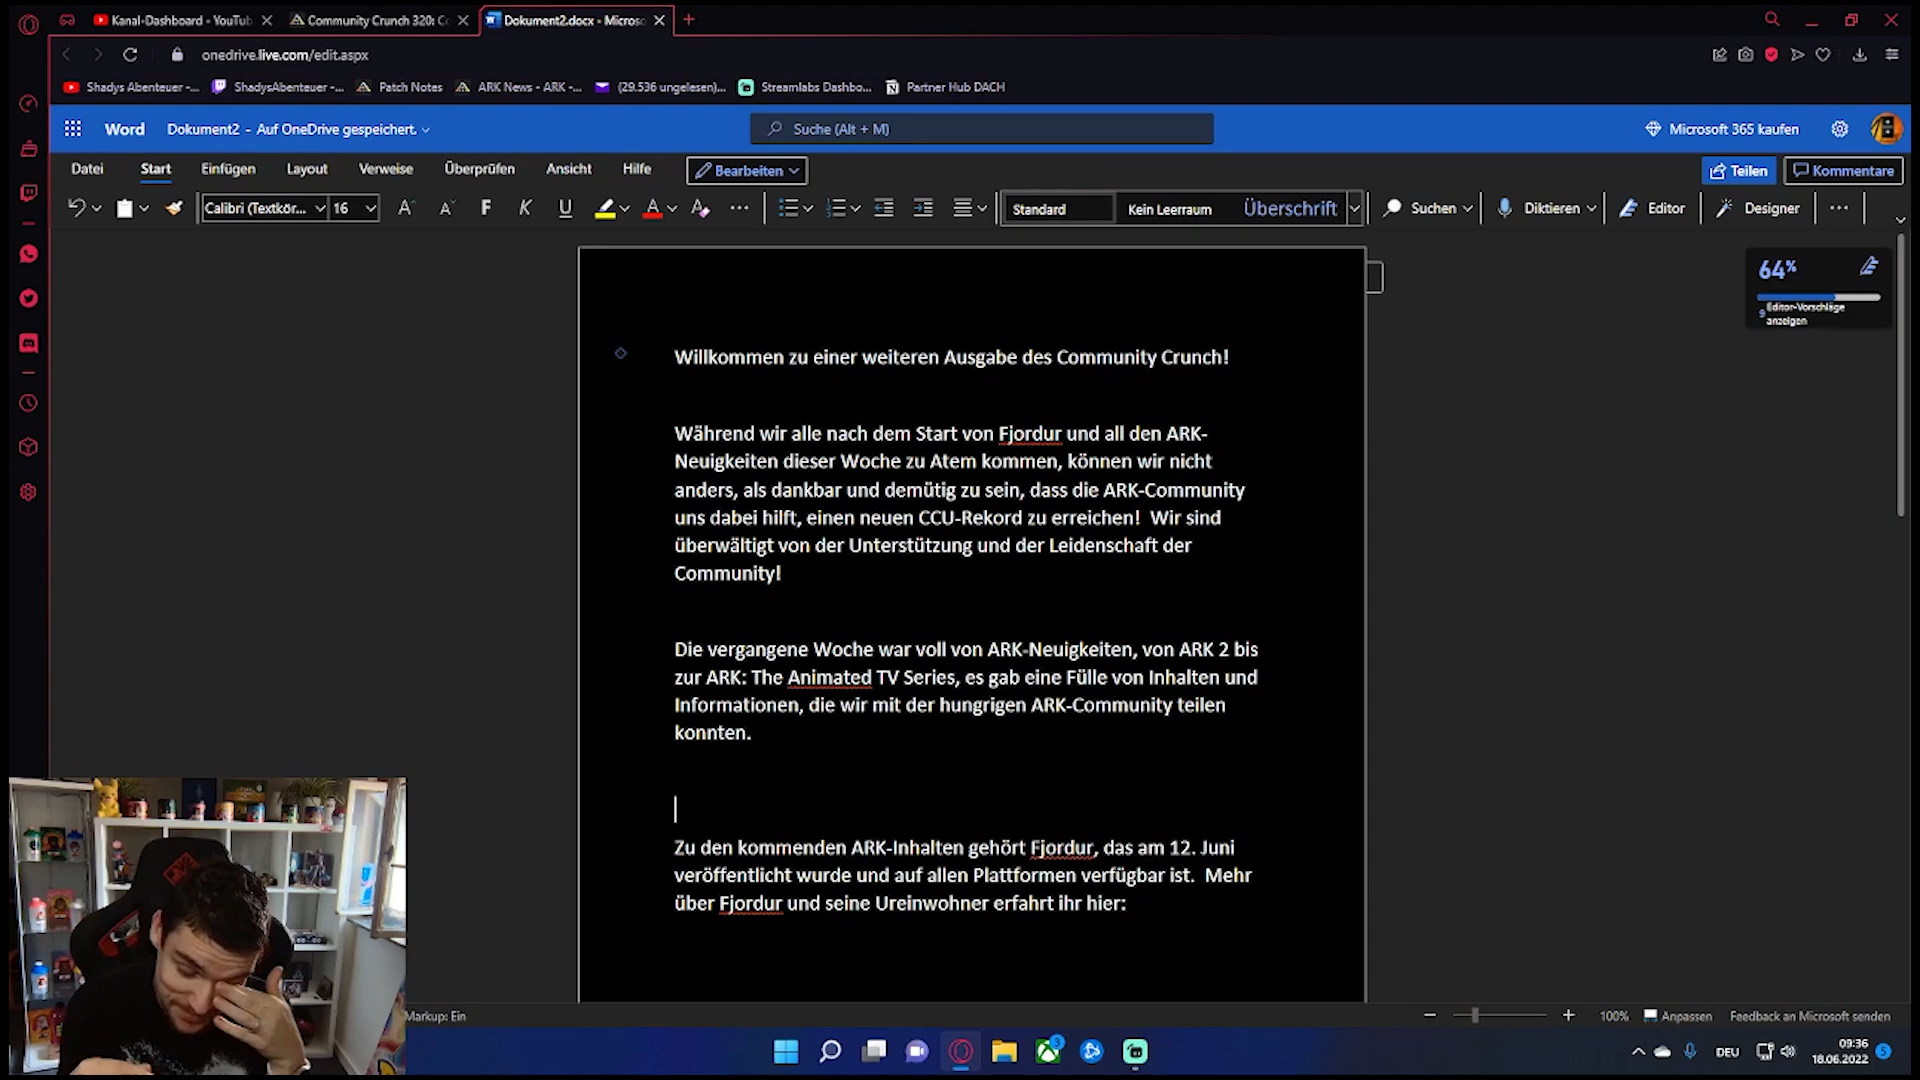 Kanal-Dashboard - YouTub
Community Crunch 320: Co
Dokument2.docx - Microso
onedrive.live.com/edit.aspx
Shadys Abenteuer -...
ShadysAbenteuer -...
Patch Notes
ARK News - ARK -...
(29.536 ungelesen)...
Streamlabs Dashbo...
Partner Hub DACH
Word
Dokument2 - Auf OneDrive gespeichert.
Suche (Alt + M)
Microsoft 365 kaufen
Datei
Start
Einfügen
Layout
Verweise
Überprüfen
Ansicht
Hilfe
Bearbeiten
Teilen
Kommentare
Calibri (Textkör...
16
F
K
U
Standard
Kein Leerraum
Überschrift
Suchen
Diktieren
Editor
Designer
64%
9 Editor-Vorschläge
anzeigen
Willkommen zu einer weiteren Ausgabe des Community Crunch!
Während wir alle nach dem Start von Fjordur und all den ARK-
Neuigkeiten dieser Woche zu Atem kommen, können wir nicht
anders, als dankbar und demütig zu sein, dass die ARK-Community
uns dabei hilft, einen neuen CCU-Rekord zu erreichen!  Wir sind
überwältigt von der Unterstützung und der Leidenschaft der
Community!
Die vergangene Woche war voll von ARK-Neuigkeiten, von ARK 2 bis
zur ARK: The Animated TV Series, es gab eine Fülle von Inhalten und
Informationen, die wir mit der hungrigen ARK-Community teilen
konnten.
Zu den kommenden ARK-Inhalten gehört Fjordur, das am 12. Juni
veröffentlicht wurde und auf allen Plattformen verfügbar ist.  Mehr
über Fjordur und seine Ureinwohner erfahrt ihr hier:
Markup: Ein
100%
Anpassen
Feedback an Microsoft senden
3
DEU
09:36
18.06.2022
5